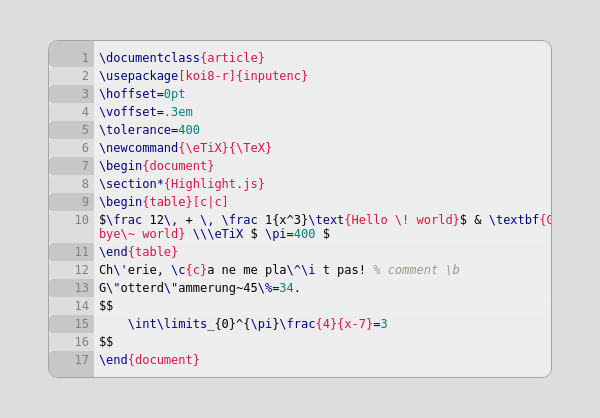 1 \documentclass{article}
2 \usepackage[koi8-r]{inputenc}
3 \hoffset=0pt
4 \voffset=.3em
5 \tolerance=400
6 \newcommand{\eTiX}{\TeX}
7 \begin{document}
8 \section*{Highlight.js}
9 \begin{table}[c|c]
10 $\frac 12\, + \, \frac 1{x^3}\text{Hello \! world}$ & \textbf{
bye\~ world} \\\eTiX $ \pi=400 $
11 \end{table}
12 Ch\'erie, \c{c}a ne me pla\^\i t pas! % comment \b
13 G\"otterd\"ammerung~45\%=34.
14 $$
15 \int\limits_{0}^{\pi}\frac{4}{x-7}=3
16 $$
17 \end{document}